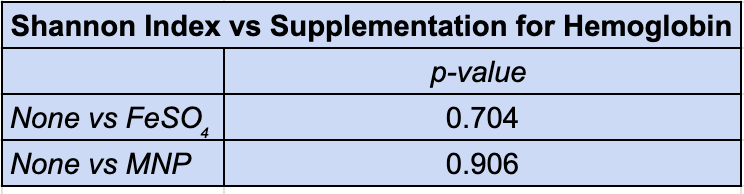 Shannon Index vs Supplementation for Hemoglobin
p-value
None vs FeSO₄ 0.704
None vs MNP 0.906